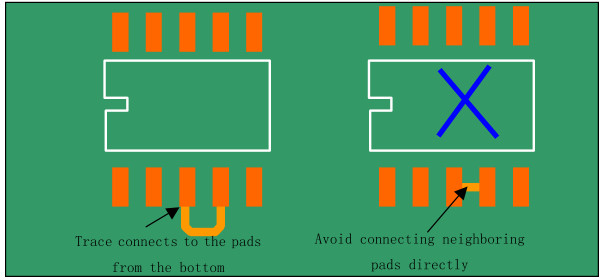 Trace connects to the pads
from the bottom
Avoid connecting neighboring
pads directly